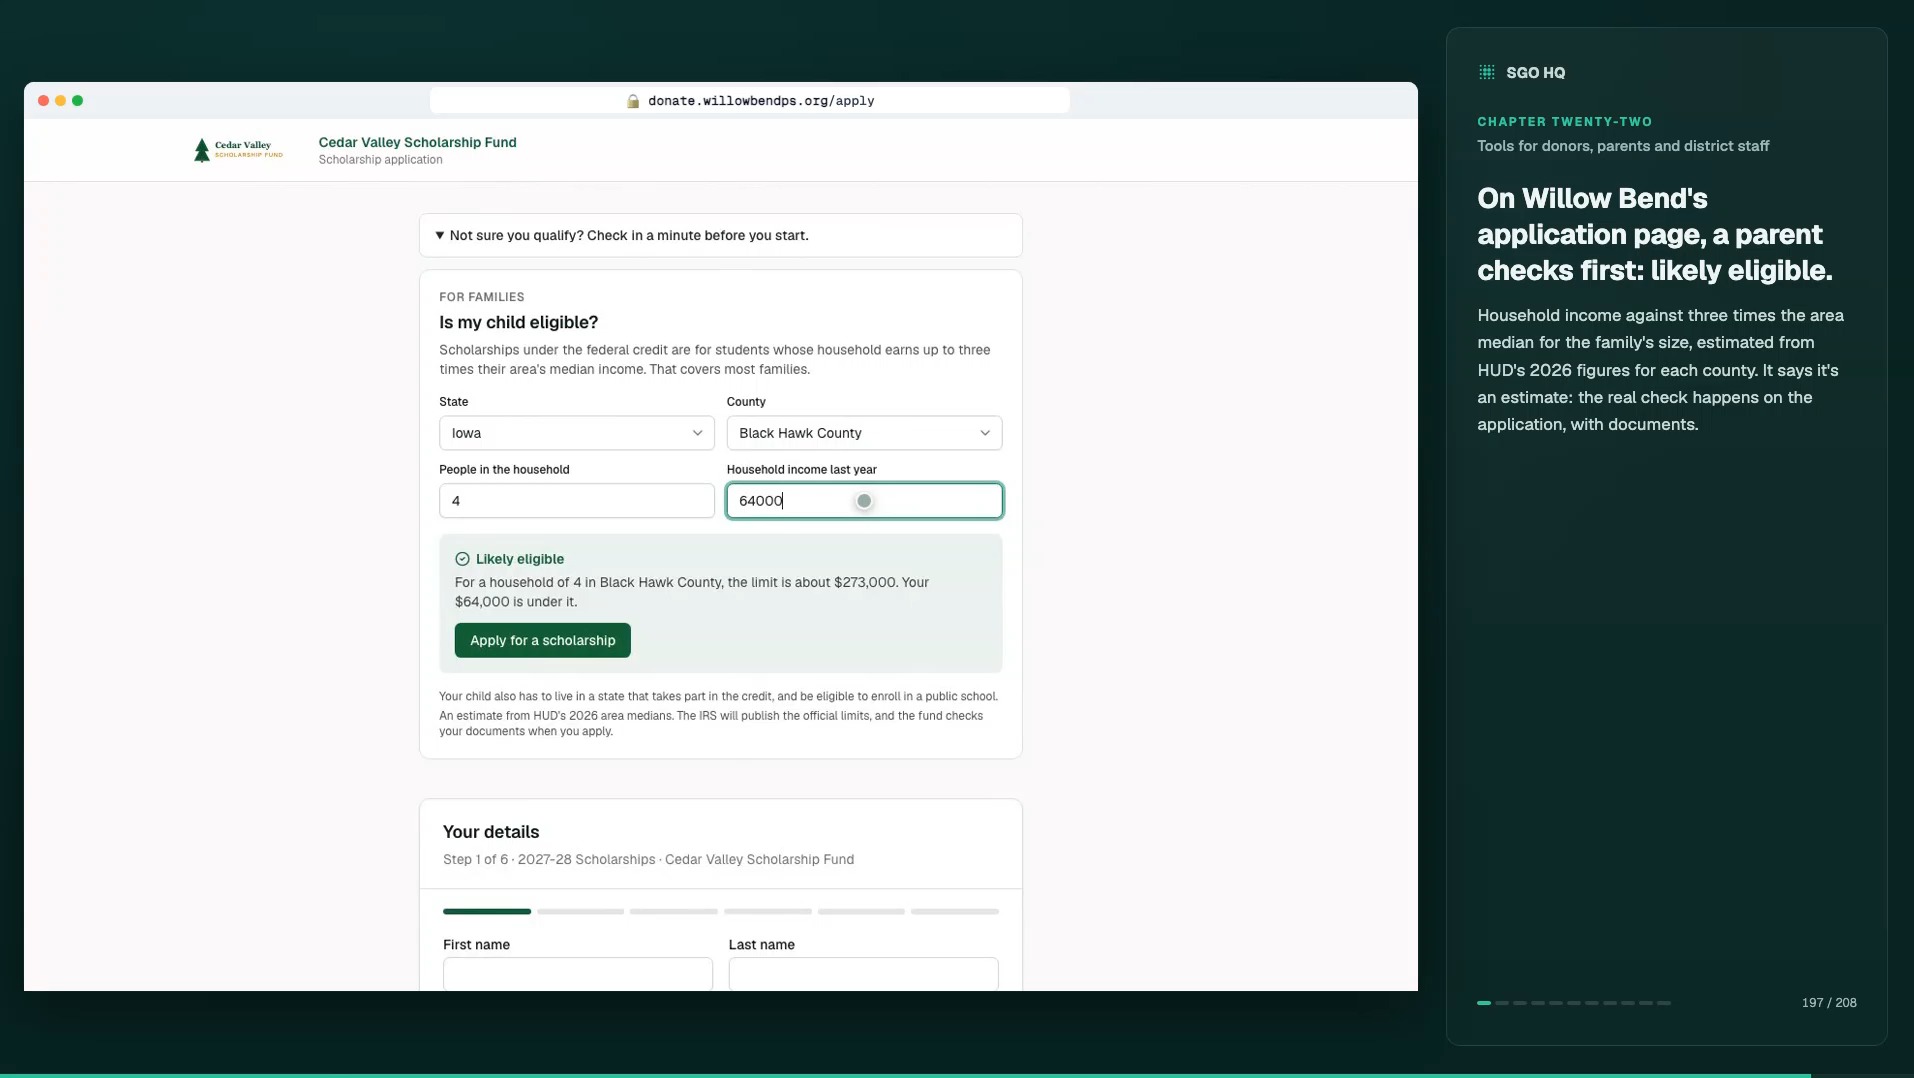 donate.willowbendps.org/apply
Cedar Valley
SCHOLARSHIP FUND
Cedar Valley Scholarship Fund
Scholarship application
Not sure you qualify? Check in a minute before you start.
FOR FAMILIES
Is my child eligible?
Scholarships under the federal credit are for students whose household earns up to three
times their area's median income. That covers most families.
State
County
Iowa
Black Hawk County
People in the household
Household income last year
4
64000
Likely eligible
For a household of 4 in Black Hawk County, the limit is about $273,000. Your
$64,000 is under it.
Apply for a scholarship
Your child also has to live in a state that takes part in the credit, and be eligible to enroll in a public school.
An estimate from HUD's 2026 area medians. The IRS will publish the official limits, and the fund checks
your documents when you apply.
Your details
Step 1 of 6 · 2027-28 Scholarships · Cedar Valley Scholarship Fund
First name
Last name
SGO HQ
CHAPTER TWENTY-TWO
Tools for donors, parents and district staff
On Willow Bend's
application page, a parent
checks first: likely eligible.
Household income against three times the area
median for the family's size, estimated from
HUD's 2026 figures for each county. It says it's
an estimate: the real check happens on the
application, with documents.
197 / 208